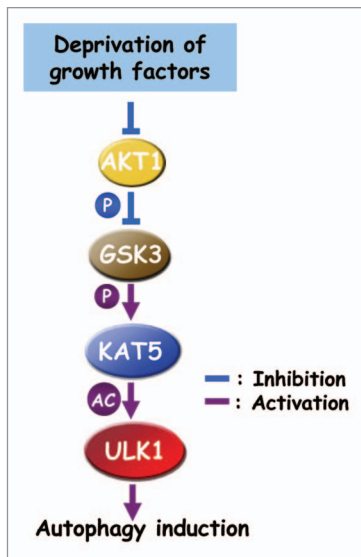 Deprivation of
growth factors
AKT1
P
GSK3
P
KAT5
: Inhibition
AC
: Activation
ULK1
Autophagy induction